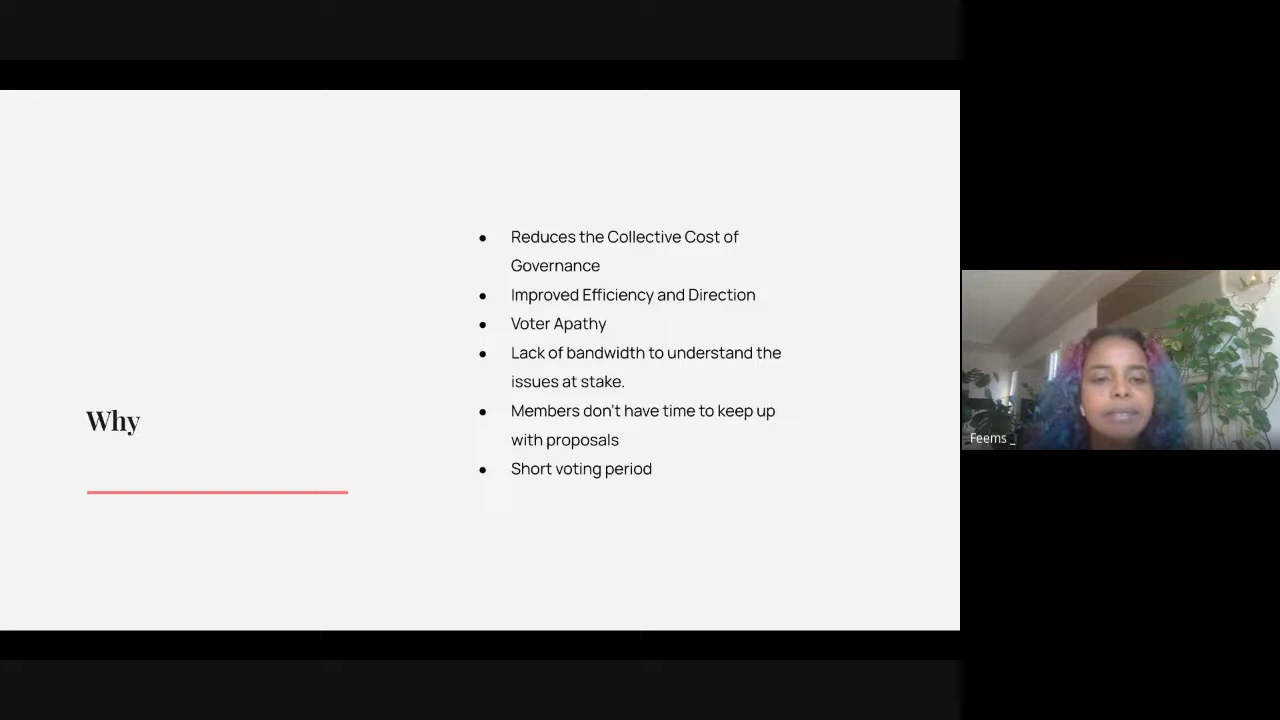 Why
● Reduces the Collective Cost of
Governance
● Improved Efficiency and Direction
● Voter Apathy
● Lack of bandwidth to understand the
issues at stake.
● Members don't have time to keep up
with proposals
● Short voting period
Feems _